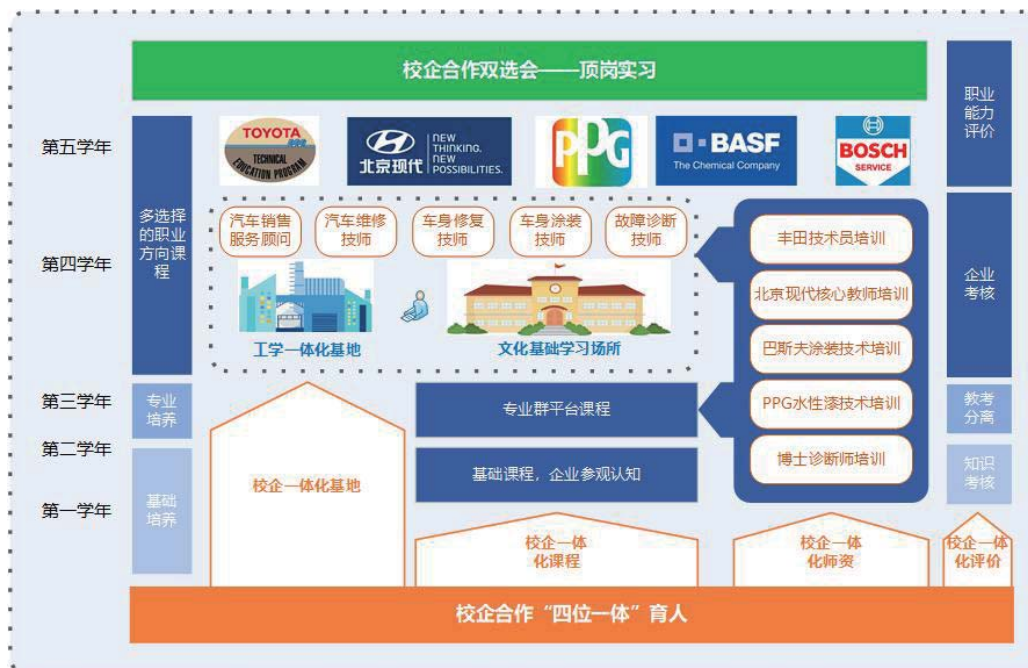 校企合作双选会——顶岗实习
职业
能力
评价
第五学年
TOYOTA
TECHNICAL
EDUCATION PROGRAM
北京现代
NEW
THINKING.
NEW
POSSIBILITIES.
PPG
BASF
The Chemical Company
BOSCH
SERVICE
多选择
的职业
方向课
程
汽车销售
服务顾问
汽车维修
技师
车身修复
技师
车身涂装
技师
故障诊断
技师
丰田技术员培训
第四学年
北京现代核心教师培训
企业
考核
工学一体化基地
文化基础学习场所
巴斯夫涂装技术培训
第三学年
专业
培养
专业群平台课程
PPG水性漆技术培训
教考
分离
第二学年
校企一体化基地
基础课程，企业参观认知
博士诊断师培训
知识
考核
第一学年
基础
培养
校企一体
化课程
校企一体
化师资
校企一体
化评价
校企合作“四位一体”育人